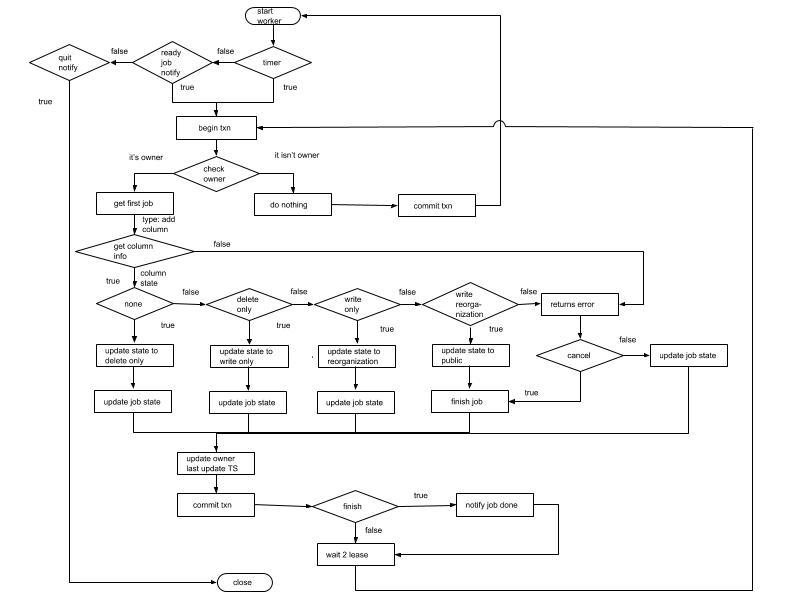 start
worker
quit
notify
false
ready
job
notify
false
timer
true
true
true
begin txn
it's owner
it isn't owner
check
owner
get first job
do nothing
commit txn
type: add
column
get column
info
false
true
column
state
none
false
delete
only
false
write
only
false
write
reorga-
nization
false
returns error
true
true
true
true
false
update state to
delete only
update state to
write only
update state to
reorganization
update state to
public
cancel
update job state
update job state
update job state
update job state
finish job
true
update owner
last update TS
commit txn
finish
true
notify job done
false
wait 2 lease
close